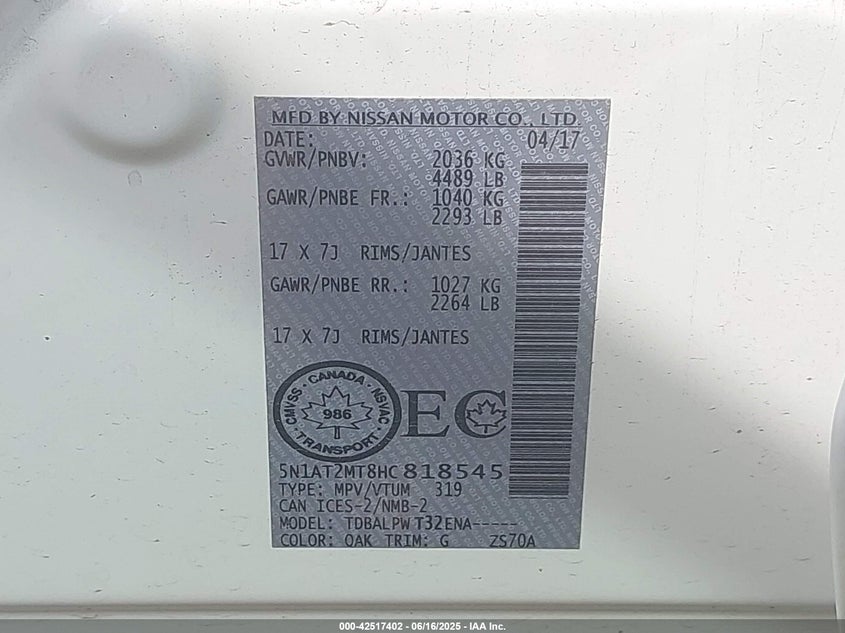 MFD BY NISSAN MOTOR CO., LTD.
DATE: 04/17
GVWR/PNBV: 2036 KG
4489 LB
GAWR/PNBE FR.: 1040 KG
2293 LB
17 X 7J RIMS/JANTES
GAWR/PNBE RR.: 1027 KG
2264 LB
17 X 7J RIMS/JANTES
CMVSS · CANADA · NSVAC
986
TRANSPORT
EC
5N1AT2MT8HC818545
TYPE: MPV/VTUM 319
CAN ICES-2/NMB-2
MODEL: TDBALPW T32ENA-----
COLOR: QAK TRIM: G ZS70A
000-42517402 - 06/16/2025 - IAA Inc.